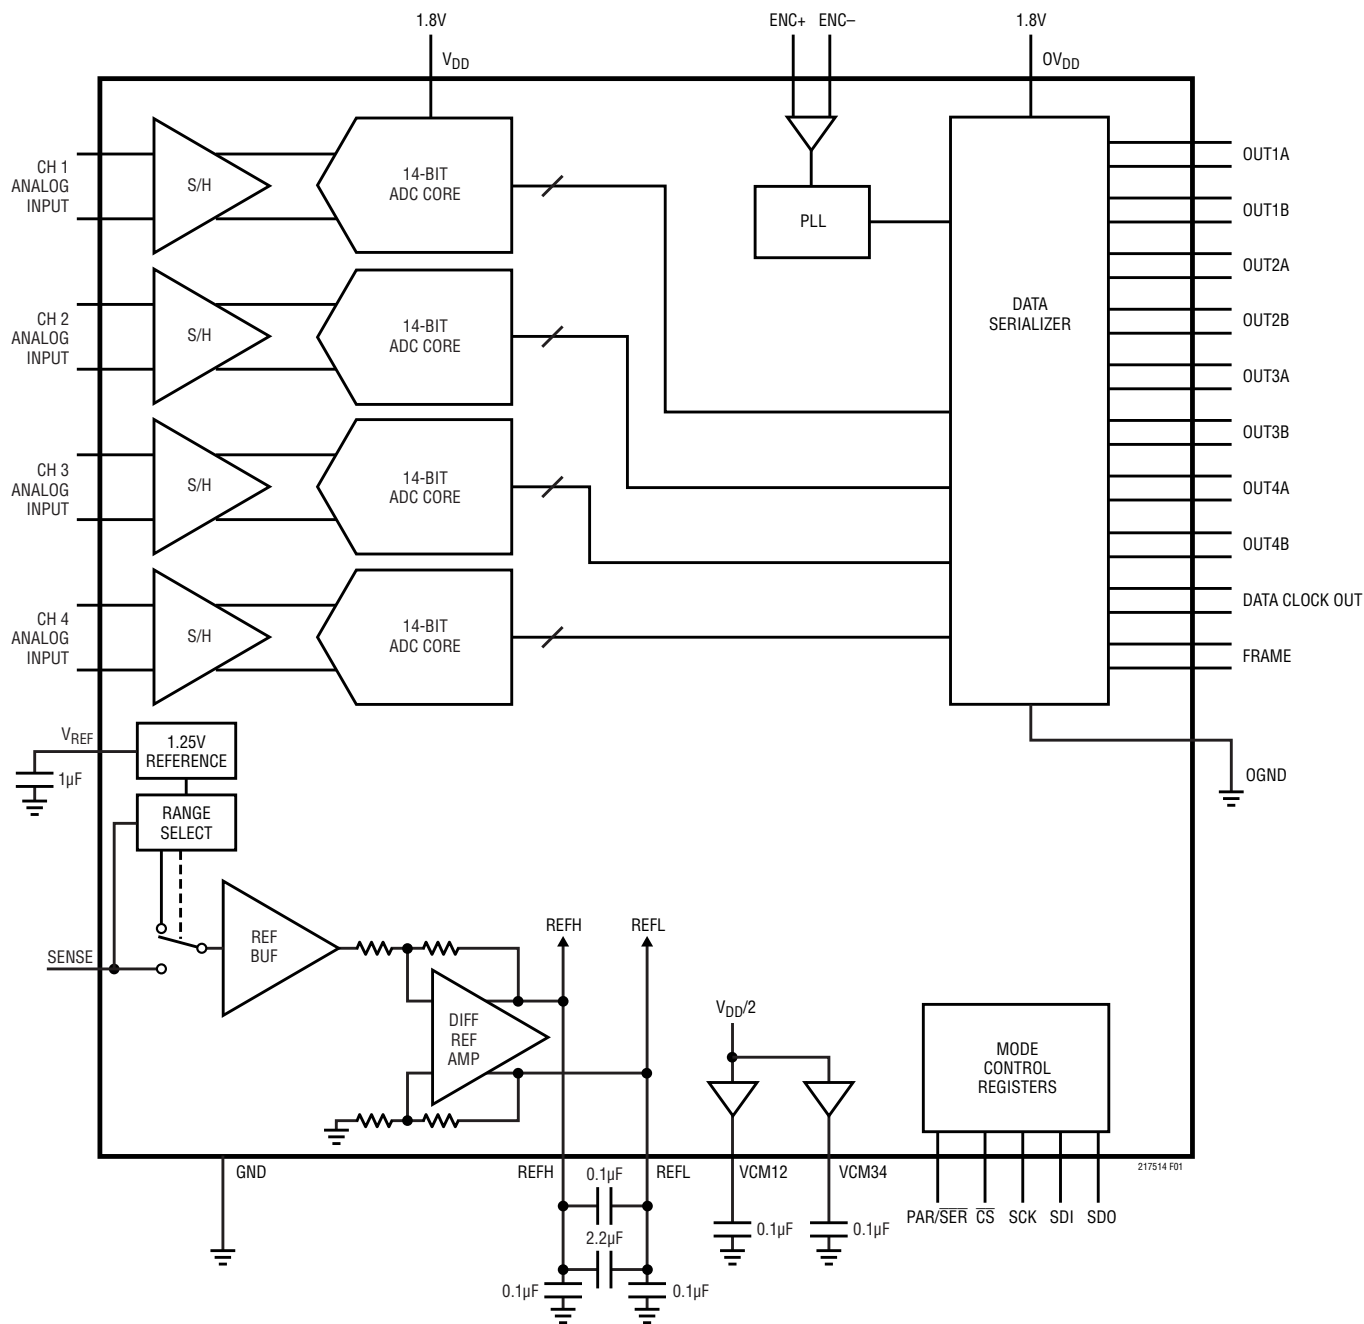 1.8V
ENC+
ENC–
1.8V
VDD
OVDD
CH 1
ANALOG
INPUT
S/H
14-BIT
ADC CORE
PLL
OUT1A
OUT1B
OUT2A
CH 2
ANALOG
INPUT
S/H
14-BIT
ADC CORE
DATA
SERIALIZER
OUT2B
OUT3A
OUT3B
CH 3
ANALOG
INPUT
S/H
14-BIT
ADC CORE
OUT4A
OUT4B
CH 4
ANALOG
INPUT
S/H
14-BIT
ADC CORE
DATA CLOCK OUT
FRAME
VREF
1.25V
REFERENCE
1µF
OGND
RANGE
SELECT
SENSE
REF
BUF
REFH
REFL
DIFF
REF
AMP
VDD/2
MODE
CONTROL
REGISTERS
GND
REFH
REFL
VCM12
VCM34
217514 F01
0.1µF
PAR/SER
CS
SCK
SDI
SDO
0.1µF
0.1µF
2.2µF
0.1µF
0.1µF